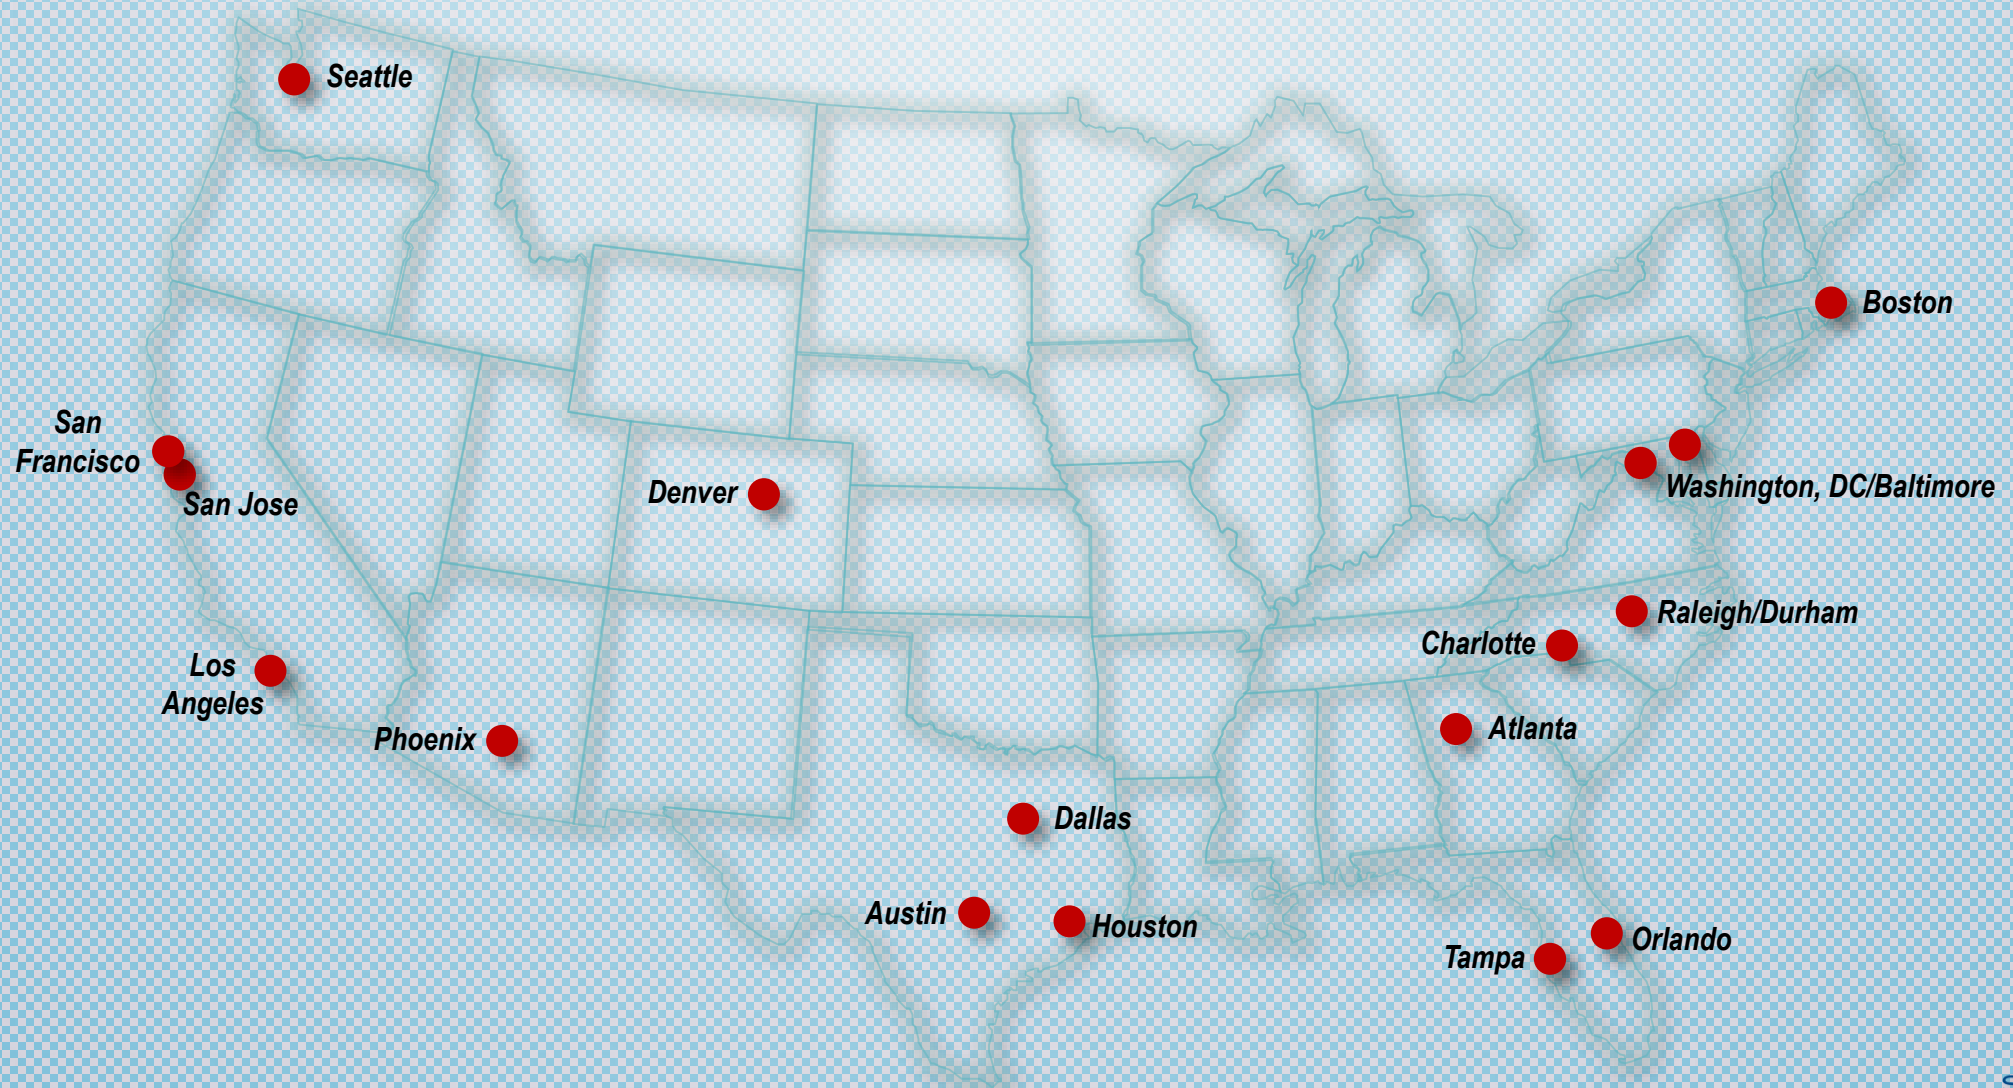 Seattle
Boston
San
Francisco
San Jose
Denver
Washington, DC/Baltimore
Raleigh/Durham
Charlotte
Los
Angeles
Phoenix
Atlanta
Dallas
Austin
Houston
Orlando
Tampa